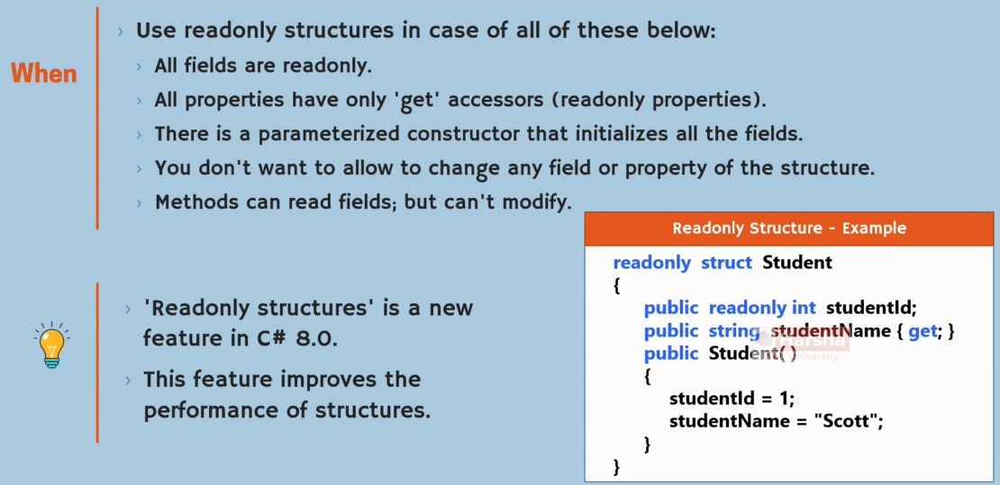 When
› Use readonly structures in case of all of these below:
› All fields are readonly.
› All properties have only 'get' accessors (readonly properties).
› There is a parameterized constructor that initializes all the fields.
› You don't want to allow to change any field or property of the structure.
› Methods can read fields; but can't modify.
› 'Readonly structures' is a new
feature in C# 8.0.
› This feature improves the
performance of structures.
Readonly Structure - Example
readonly struct Student
{
public readonly int studentId;
public string studentName { get; }
Harsha
public Student( )
University
{
studentId = 1;
studentName = "Scott";
}
}